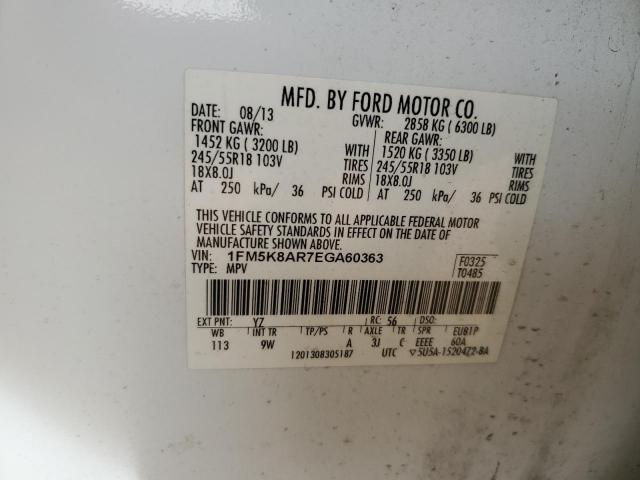 MFD. BY FORD MOTOR CO.
DATE: 08/13 GVWR: 2858 KG ( 6300 LB)
FRONT GAWR: REAR GAWR:
1452 KG ( 3200 LB) WITH 1520 KG ( 3350 LB) WITH
245/55R18 103V TIRES 245/55R18 103V TIRES
18X8.0J RIMS 18X8.0J RIMS
AT 250 kPa/ 36 PSI COLD AT 250 kPa/ 36 PSI COLD
THIS VEHICLE CONFORMS TO ALL APPLICABLE FEDERAL MOTOR
VEHICLE SAFETY STANDARDS IN EFFECT ON THE DATE OF
MANUFACTURE SHOWN ABOVE.
VIN: 1FM5K8AR7EGA60363 F0325
TYPE: MPV T0485
EXT PNT: YZ RC: 56 DSO:
WB INT TR TP/PS R AXLE TR SPR EU81P
113 9W A 3J C EEEE 60A
1201308305187 UTC 5U5A-15204Z2-BA